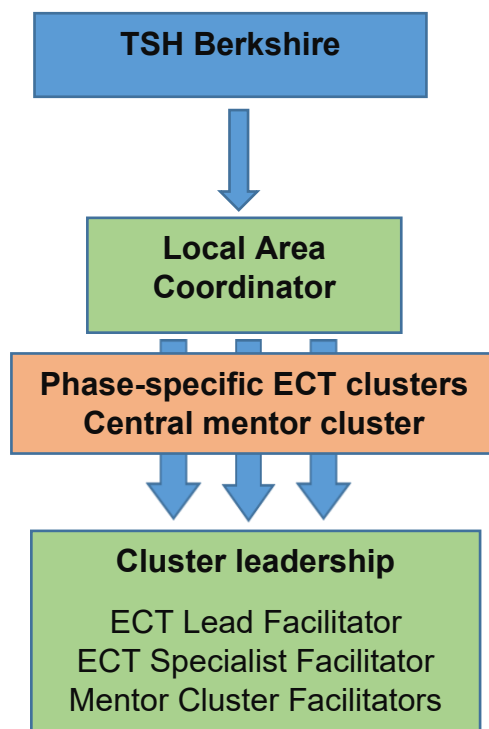 TSH Berkshire
Local Area
Coordinator
Phase-specific ECT clusters
Central mentor cluster
Cluster leadership
ECT Lead Facilitator
ECT Specialist Facilitator
Mentor Cluster Facilitators